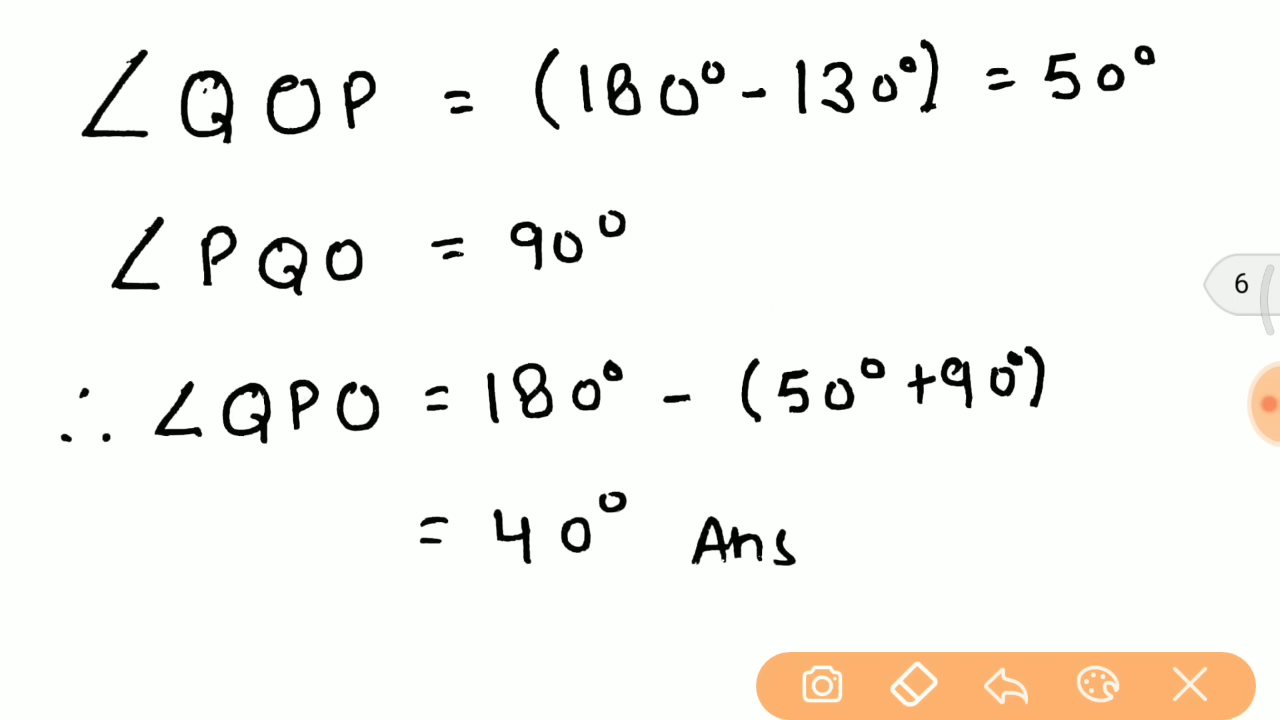 ∠QOP = (180° - 130°) = 50°
∠PQO = 90°
6
∴ ∠QPO = 180° - (50° + 90°)
= 40° Ans